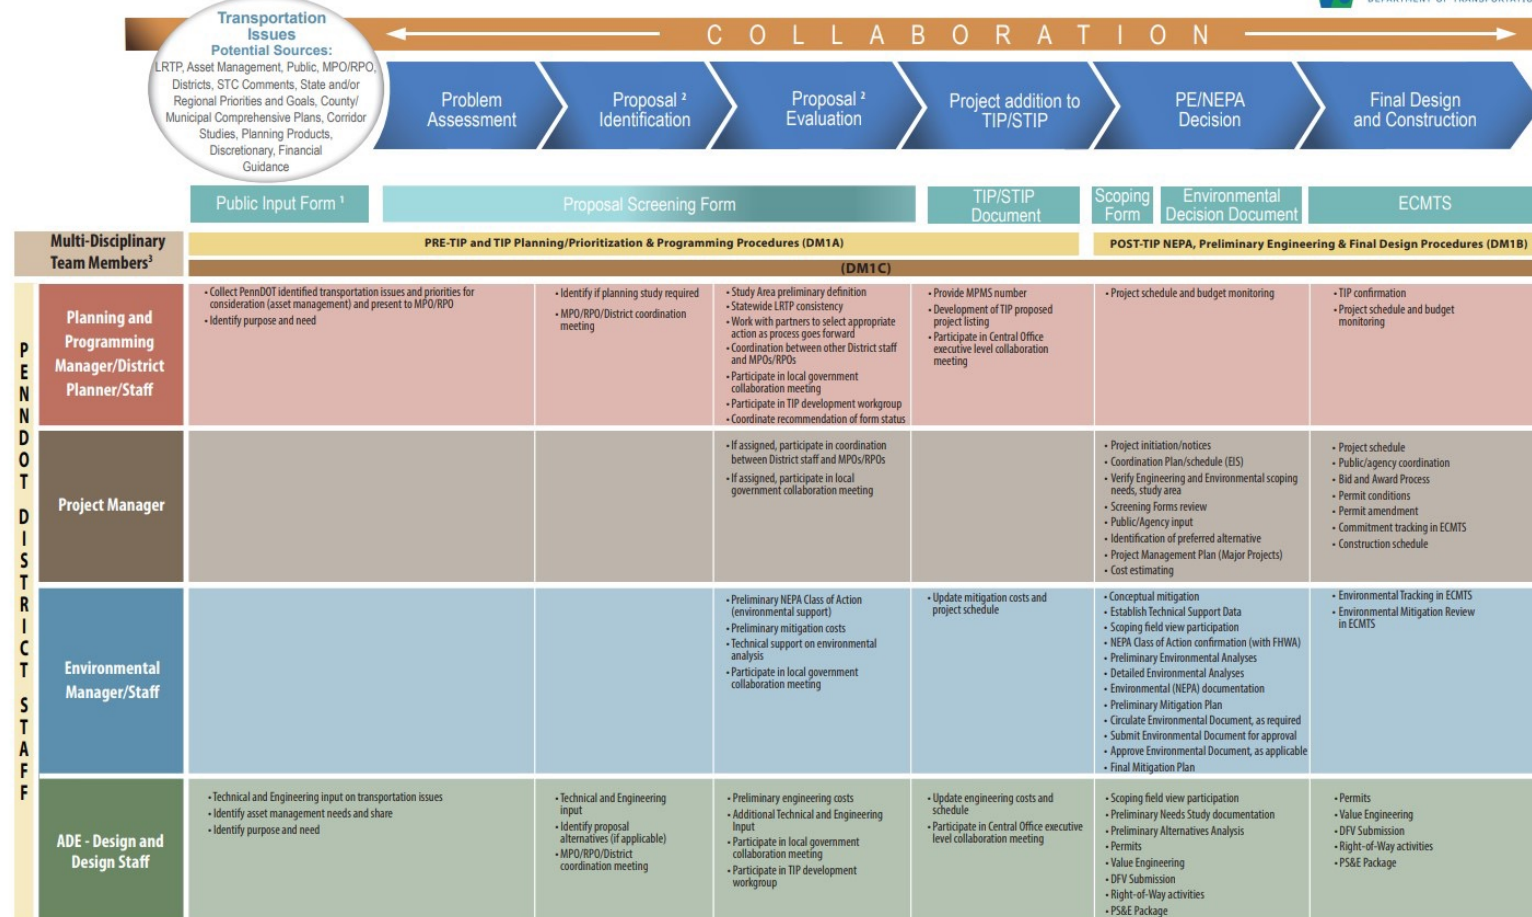 DEPARTMENT OF TRANSPORTATION
Transportation
Issues
Potential Sources:
LRTP, Asset Management, Public, MPO/RPO,
Districts, STC Comments, State and/or
Regional Priorities and Goals, County/
Municipal Comprehensive Plans, Corridor
Studies, Planning Products,
Discretionary, Financial
Guidance
COLLABORATION
Problem
Assessment
Proposal ²
Identification
Proposal ²
Evaluation
Project addition to
TIP/STIP
PE/NEPA
Decision
Final Design
and Construction
Public Input Form ¹
Proposal Screening Form
TIP/STIP
Document
Scoping
Form
Environmental
Decision Document
ECMTS
Multi-Disciplinary
Team Members³
PRE-TIP and TIP Planning/Prioritization & Programming Procedures (DM1A)
POST-TIP NEPA, Preliminary Engineering & Final Design Procedures (DM1B)
(DM1C)
PENNDOT DISTRICT STAFF
Planning and
Programming
Manager/District
Planner/Staff
• Collect PennDOT identified transportation issues and priorities for
consideration (asset management) and present to MPO/RPO
• Identify purpose and need
• Identify if planning study required
• MPO/RPO/District coordination
meeting
• Study Area preliminary definition
• Statewide LRTP consistency
• Work with partners to select appropriate
action as process goes forward
• Coordination between other District staff
and MPOs/RPOs
• Participate in local government
collaboration meeting
• Participate in TIP development workgroup
• Coordinate recommendation of form status
• Provide MPMS number
• Development of TIP proposed
project listing
• Participate in Central Office
executive level collaboration
meeting
• Project schedule and budget monitoring
• TIP confirmation
• Project schedule and budget
monitoring
Project Manager
• If assigned, participate in coordination
between District staff and MPOs/RPOs
• If assigned, participate in local
government collaboration meeting
• Project initiation/notices
• Coordination Plan/schedule (EIS)
• Verify Engineering and Environmental scoping
needs, study area
• Screening Forms review
• Public/Agency input
• Identification of preferred alternative
• Project Management Plan (Major Projects)
• Cost estimating
• Project schedule
• Public/agency coordination
• Bid and Award Process
• Permit conditions
• Permit amendment
• Commitment tracking in ECMTS
• Construction schedule
Environmental
Manager/Staff
• Preliminary NEPA Class of Action
(environmental support)
• Preliminary mitigation costs
• Technical support on environmental
analysis
• Participate in local government
collaboration meeting
• Update mitigation costs and
project schedule
• Conceptual mitigation
• Establish Technical Support Data
• Scoping field view participation
• NEPA Class of Action confirmation (with FHWA)
• Preliminary Environmental Analyses
• Detailed Environmental Analyses
• Environmental (NEPA) documentation
• Preliminary Mitigation Plan
• Circulate Environmental Document, as required
• Submit Environmental Document for approval
• Approve Environmental Document, as applicable
• Final Mitigation Plan
• Environmental Tracking in ECMTS
• Environmental Mitigation Review
in ECMTS
ADE - Design and
Design Staff
• Technical and Engineering input on transportation issues
• Identify asset management needs and share
• Identify purpose and need
• Technical and Engineering
input
• Identify proposal
alternatives (if applicable)
• MPO/RPO/District
coordination meeting
• Preliminary engineering costs
• Additional Technical and Engineering
Input
• Participate in local government
collaboration meeting
• Participate in TIP development
workgroup
• Update engineering costs and
schedule
• Participate in Central Office executive
level collaboration meeting
• Scoping field view participation
• Preliminary Needs Study documentation
• Preliminary Alternatives Analysis
• Permits
• Value Engineering
• DFV Submission
• Right-of-Way activities
• PS&E Package
• Permits
• Value Engineering
• DFV Submission
• Right-of-Way activities
• PS&E Package